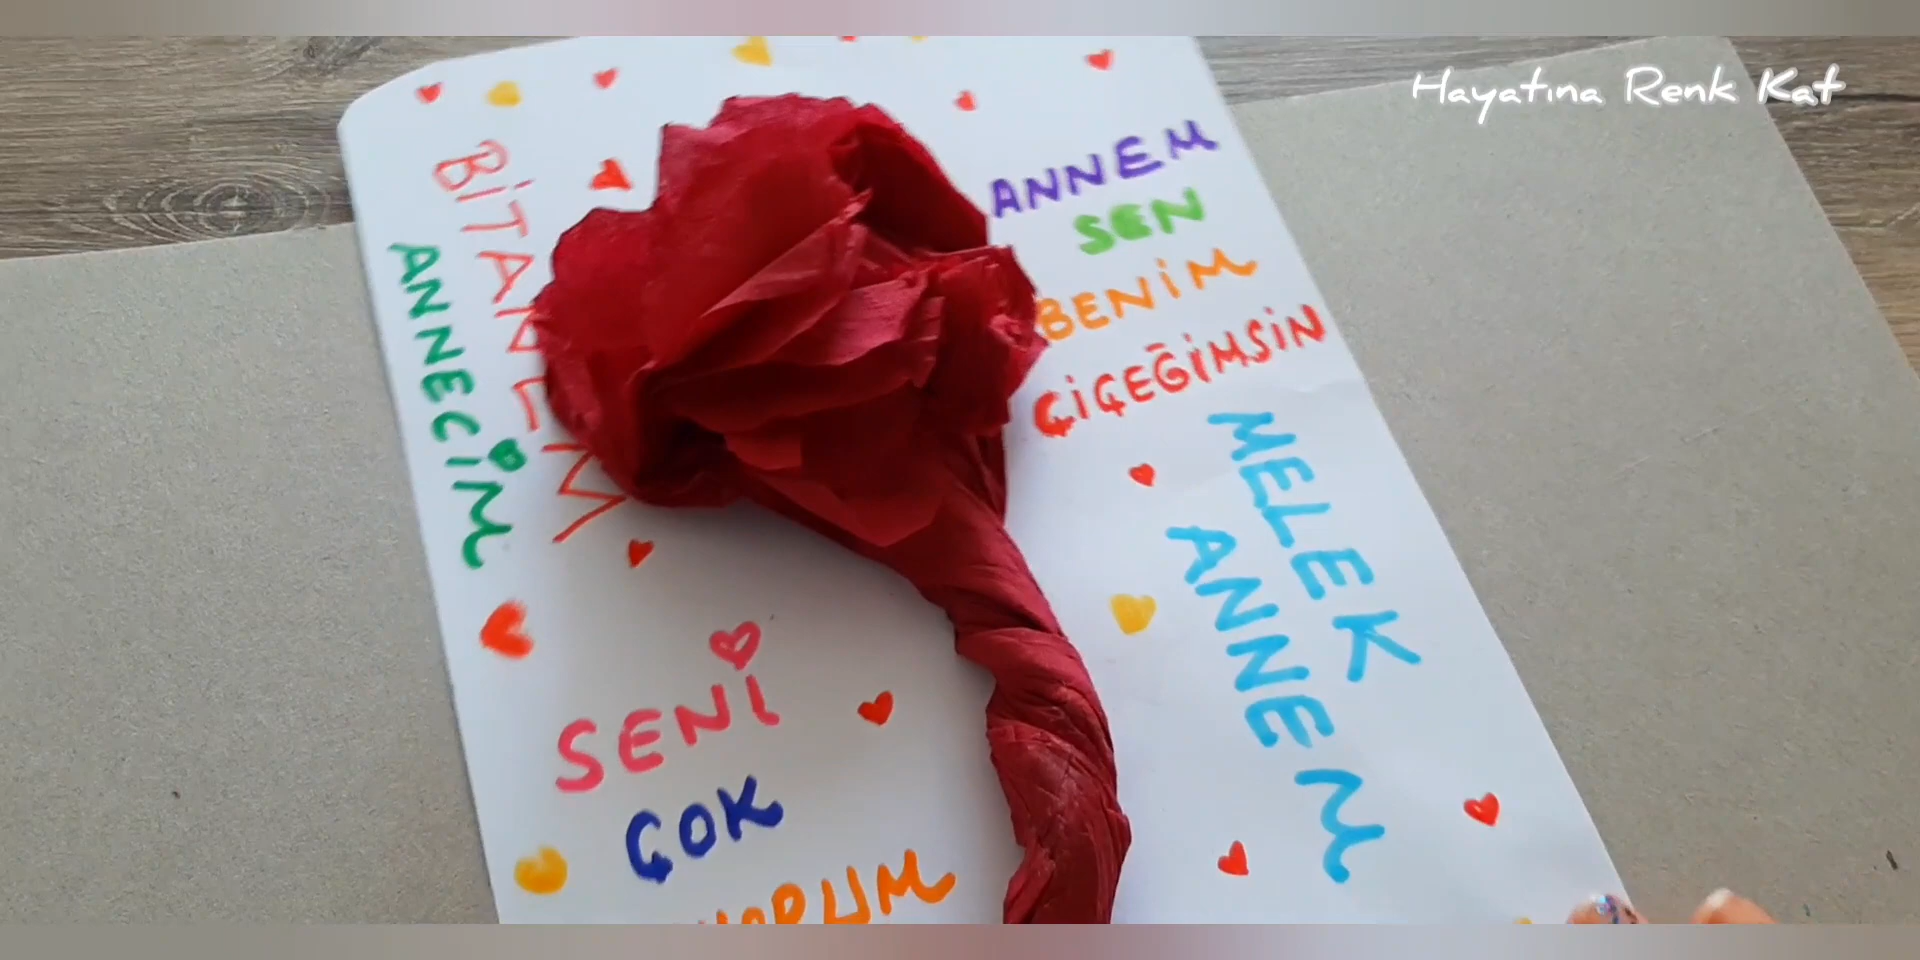 Hayatına Renk Kat
BİTANEM
ANNECİM
ANNEM
SEN
BENİM
ÇİÇEĞİMSİN
MELEK
ANNEM
SENİ
ÇOK